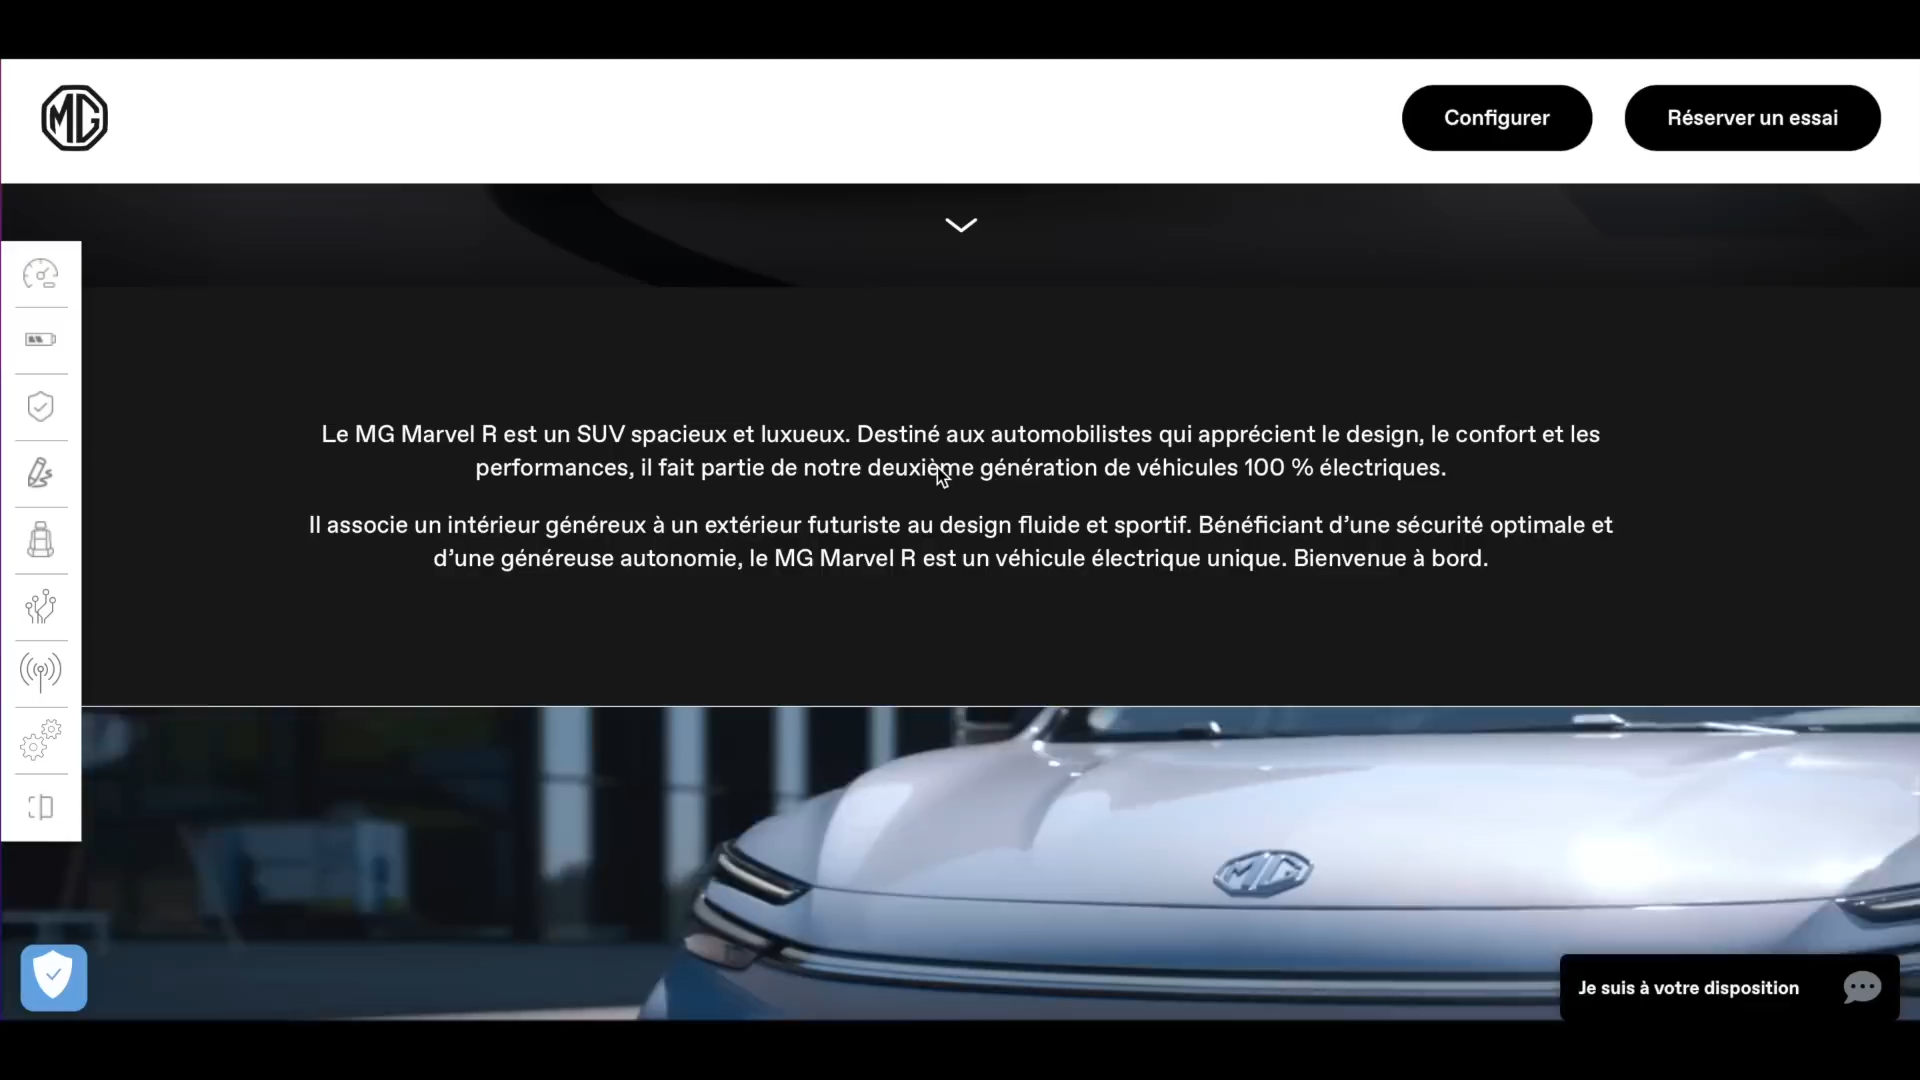 MG
Configurer
Réserver un essai
Le MG Marvel R est un SUV spacieux et luxueux. Destiné aux automobilistes qui apprécient le design, le confort et les
performances, il fait partie de notre deuxième génération de véhicules 100 % électriques.
Il associe un intérieur généreux à un extérieur futuriste au design fluide et sportif. Bénéficiant d’une sécurité optimale et
d’une généreuse autonomie, le MG Marvel R est un véhicule électrique unique. Bienvenue à bord.
MG
Je suis à votre disposition